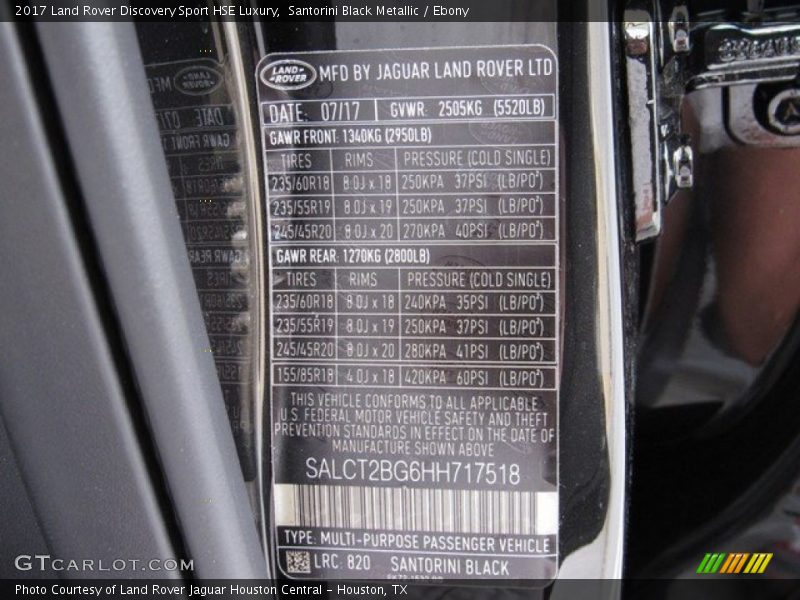 2017 Land Rover Discovery Sport HSE Luxury,  Santorini Black Metallic / Ebony
LAND-ROVER MFD BY JAGUAR LAND ROVER LTD
DATE: 07/17 GVWR: 2505KG (5520LB)
GAWR FRONT: 1340KG (2950LB)
TIRES RIMS PRESSURE (COLD SINGLE)
235/60R18 8.0J x 18 250KPA 37PSI (LB/PO²)
235/55R19 8.0J x 19 250KPA 37PSI (LB/PO²)
245/45R20 8.0J x 20 270KPA 40PSI (LB/PO²)
GAWR REAR: 1270KG (2800LB)
TIRES RIMS PRESSURE (COLD SINGLE)
235/60R18 8.0J x 18 240KPA 35PSI (LB/PO²)
235/55R19 8.0J x 19 250KPA 37PSI (LB/PO²)
245/45R20 8.0J x 20 280KPA 41PSI (LB/PO²)
155/85R18 4.0J x 18 420KPA 60PSI (LB/PO²)
THIS VEHICLE CONFORMS TO ALL APPLICABLE
U.S. FEDERAL MOTOR VEHICLE SAFETY AND THEFT
PREVENTION STANDARDS IN EFFECT ON THE DATE OF
MANUFACTURE SHOWN ABOVE
SALCT2BG6HH717518
TYPE: MULTI-PURPOSE PASSENGER VEHICLE
LRC: 820 SANTORINI BLACK
GTCARLOT.COM
Photo Courtesy of Land Rover Jaguar Houston Central – Houston, TX